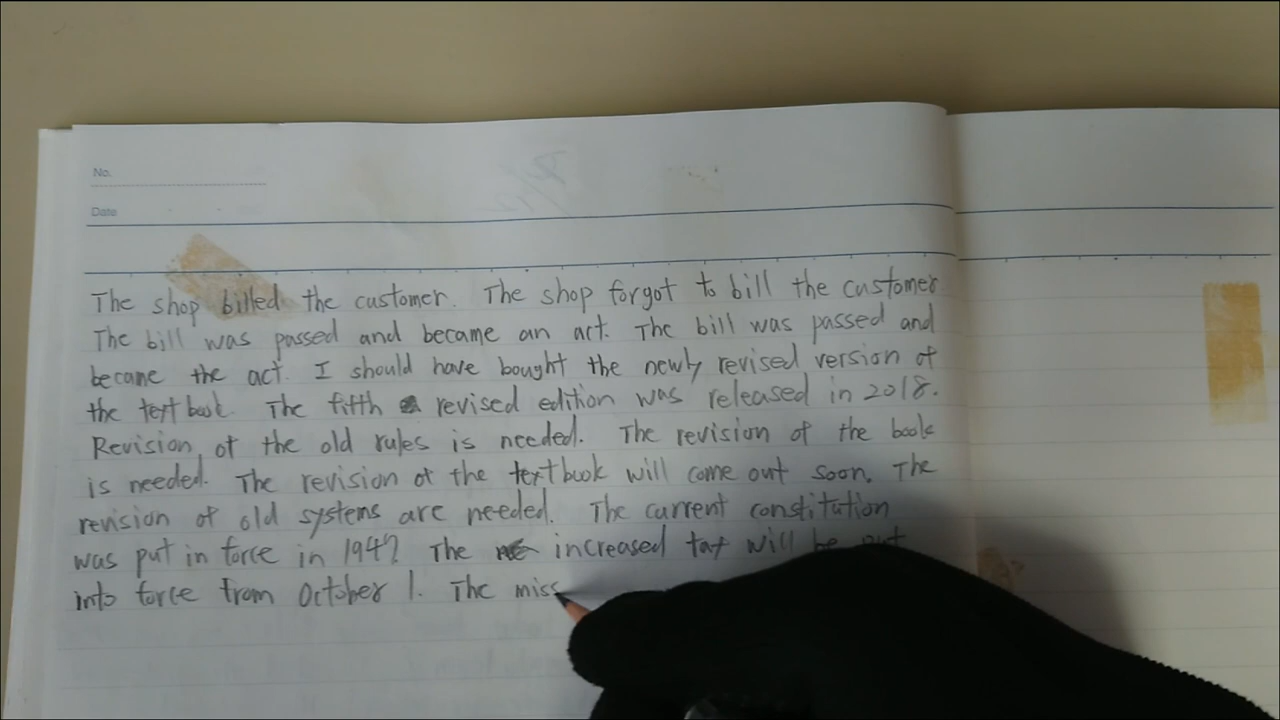 No.
Date
The shop billed the customer. The shop forgot to bill the customer
The bill was passed and became an act. The bill was passed and
became the act. I should have bought the newly revised version of
the textbook. The fifth revised edition was released in 2018.
Revision of the old rules is needed. The revision of the book
is needed. The revision of the textbook will come out soon. The
revision of old systems are needed. The current constitution
was put in force in 1947 The increased tax will be put
into force from October 1. The miss